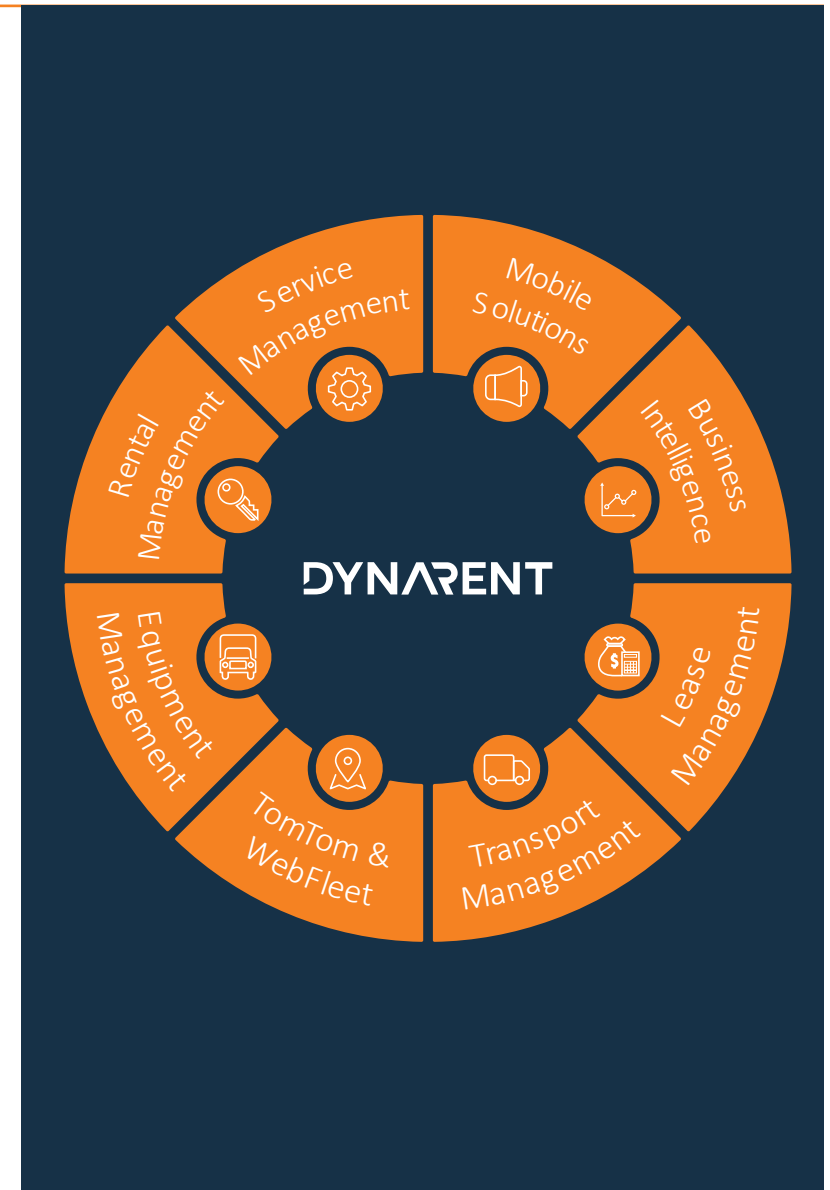 Service
Management
Mobile
Solutions
Business
Intelligence
Lease
Management
Transport
Management
TomTom &
WebFleet
Equipment
Management
Rental
Management
DYNARENT
$